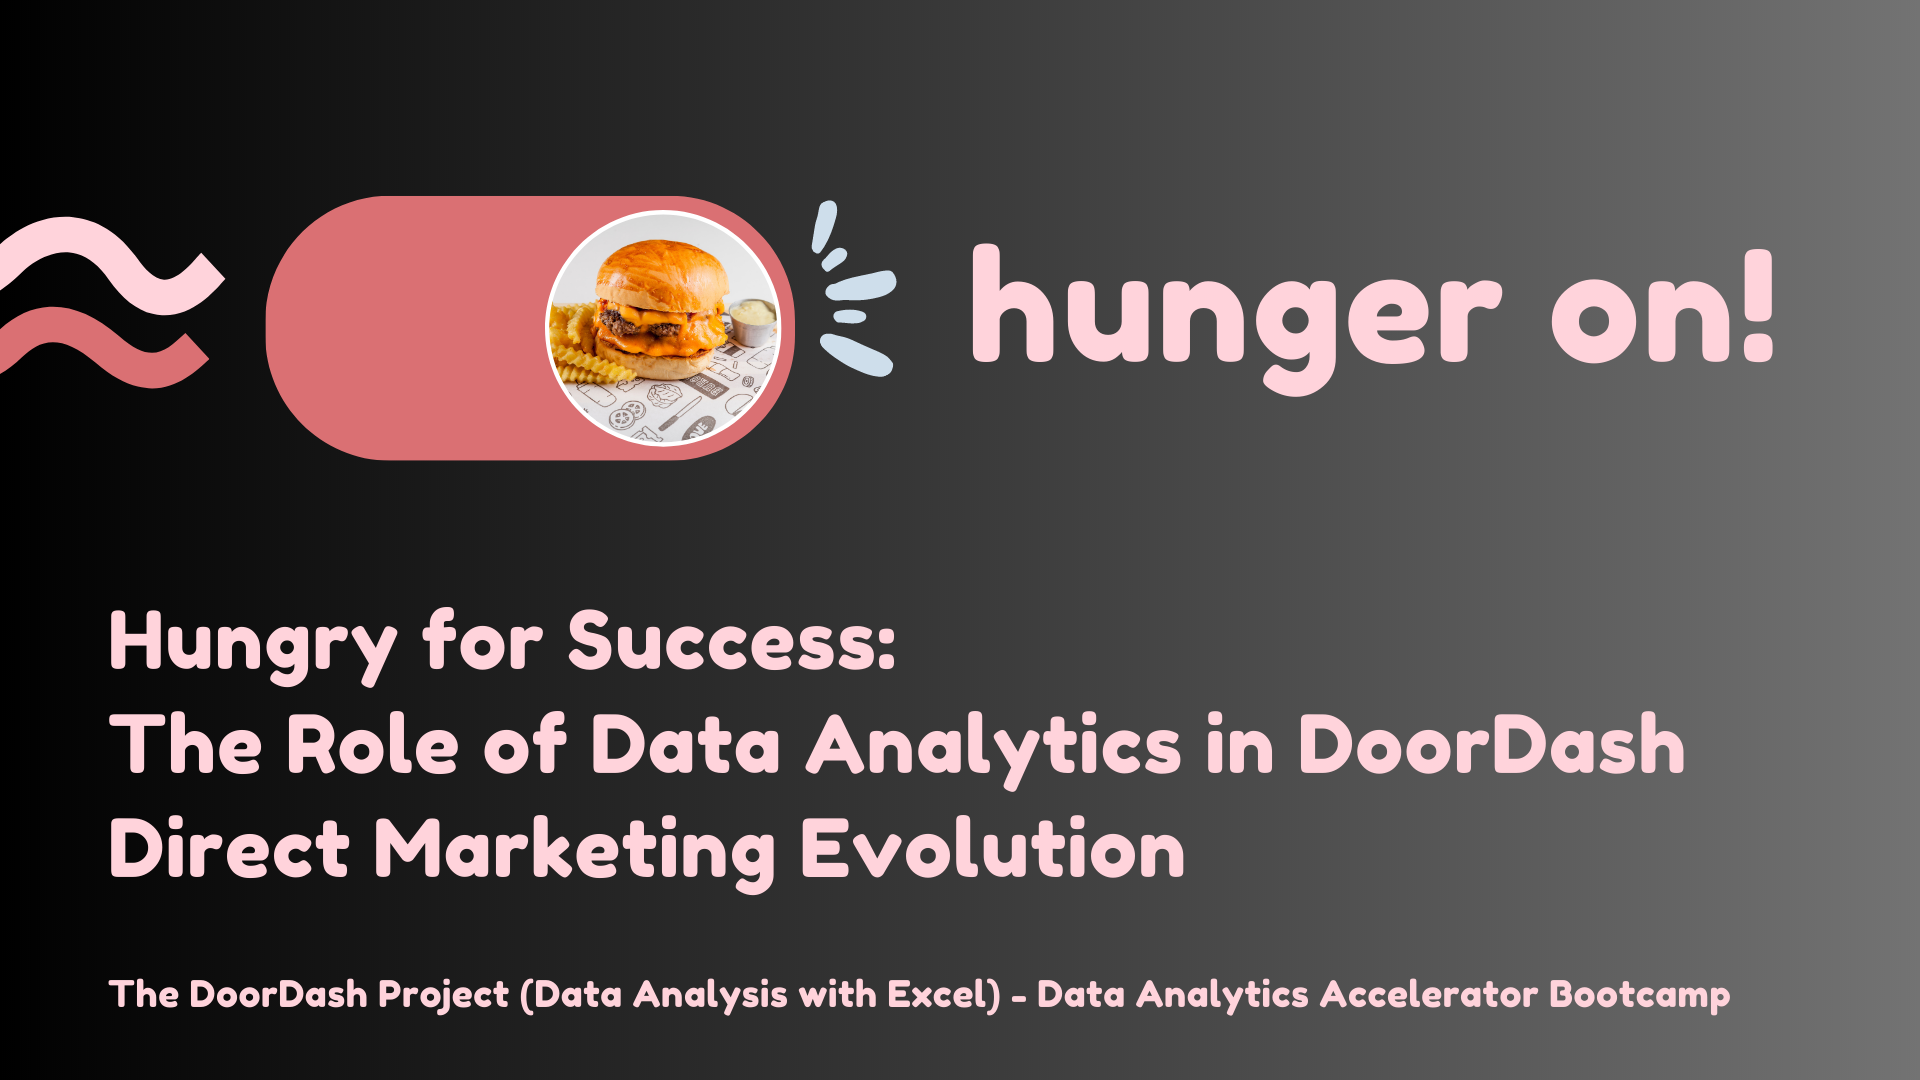 hunger on!
Hungry for Success:
The Role of Data Analytics in DoorDash
Direct Marketing Evolution
The DoorDash Project (Data Analysis with Excel) - Data Analytics Accelerator Bootcamp